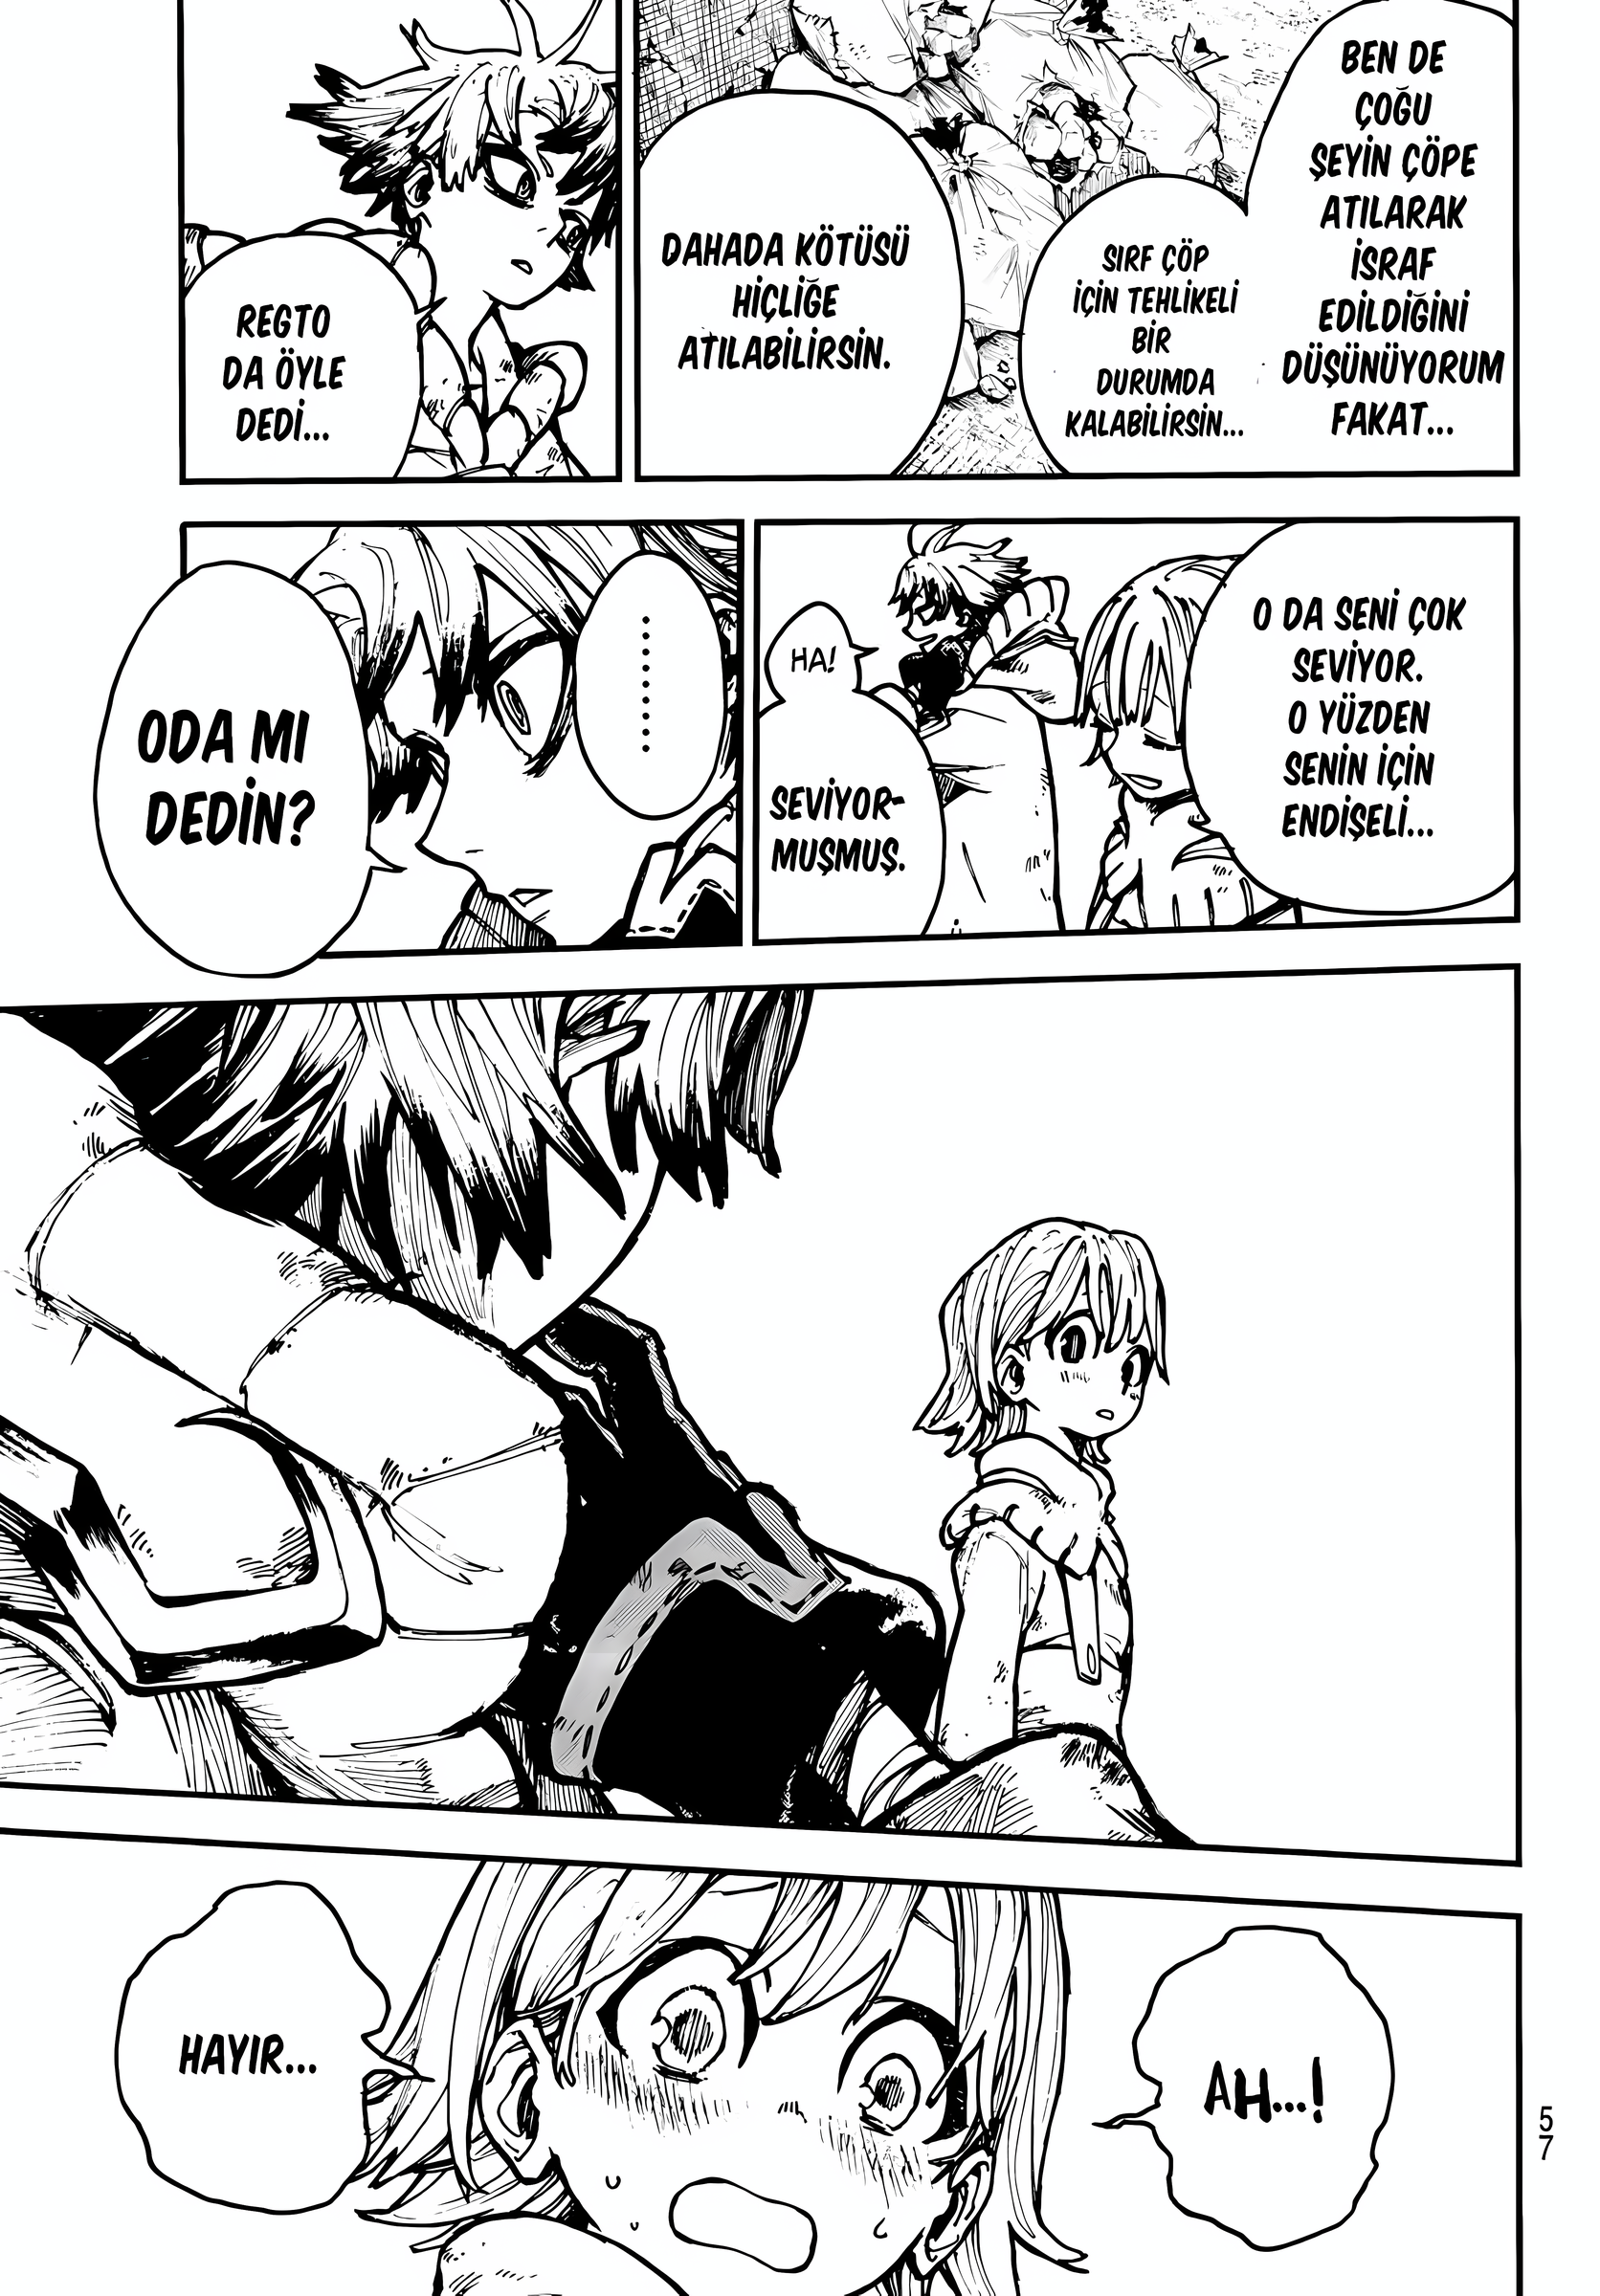 BEN DE
ÇOĞU
ŞEYİN ÇÖPE
ATILARAK
İSRAF
EDİLDİĞİNİ
DÜŞÜNÜYORUM
FAKAT...
SIRF ÇÖP
İÇİN TEHLİKELİ
BİR
DURUMDA
KALABİLİRSİN...
DAHADA KÖTÜSÜ
HİÇLİĞE
ATILABİLİRSİN.
REGTO
DA ÖYLE
DEDİ...
O DA SENİ ÇOK
SEVİYOR.
O YÜZDEN
SENİN İÇİN
ENDİŞELİ...
HA!
SEVİYOR-
MUŞMUŞ.
.........
ODA MI
DEDİN?
AH...!
HAYIR...
57